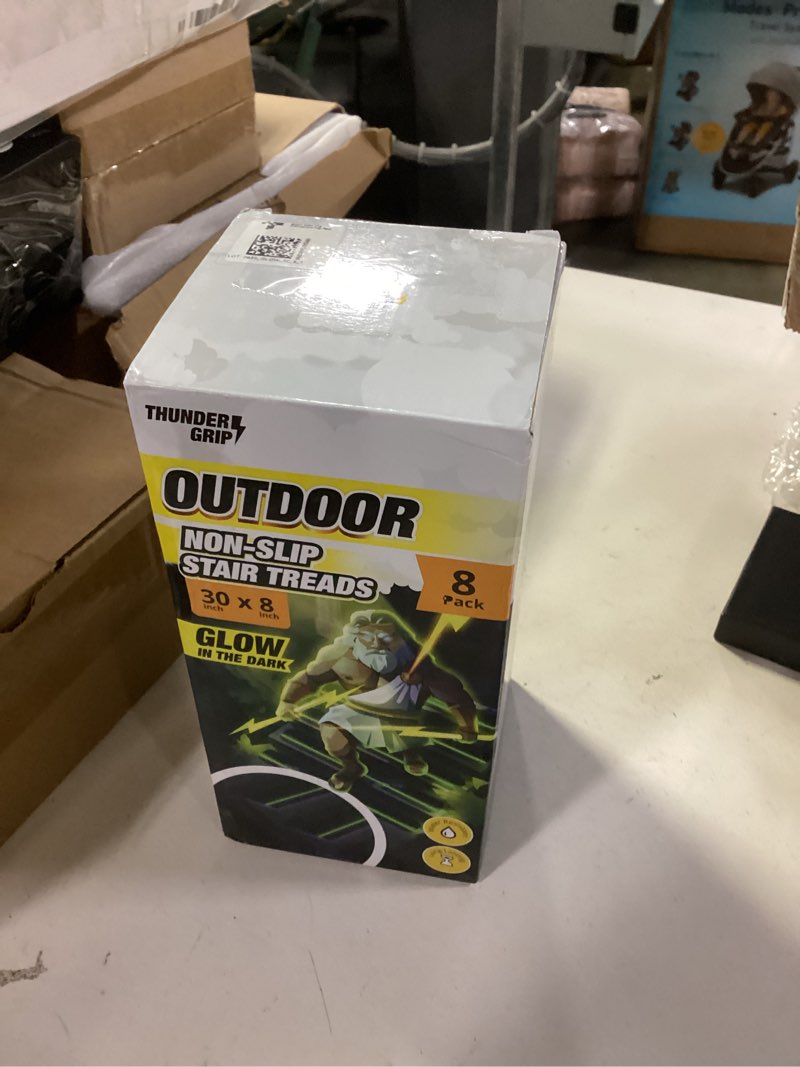 THUNDER
GRIP
OUTDOOR
NON-SLIP
STAIR TREADS
30 x 8
inch inch
8
Pack
GLOW
IN THE DARK